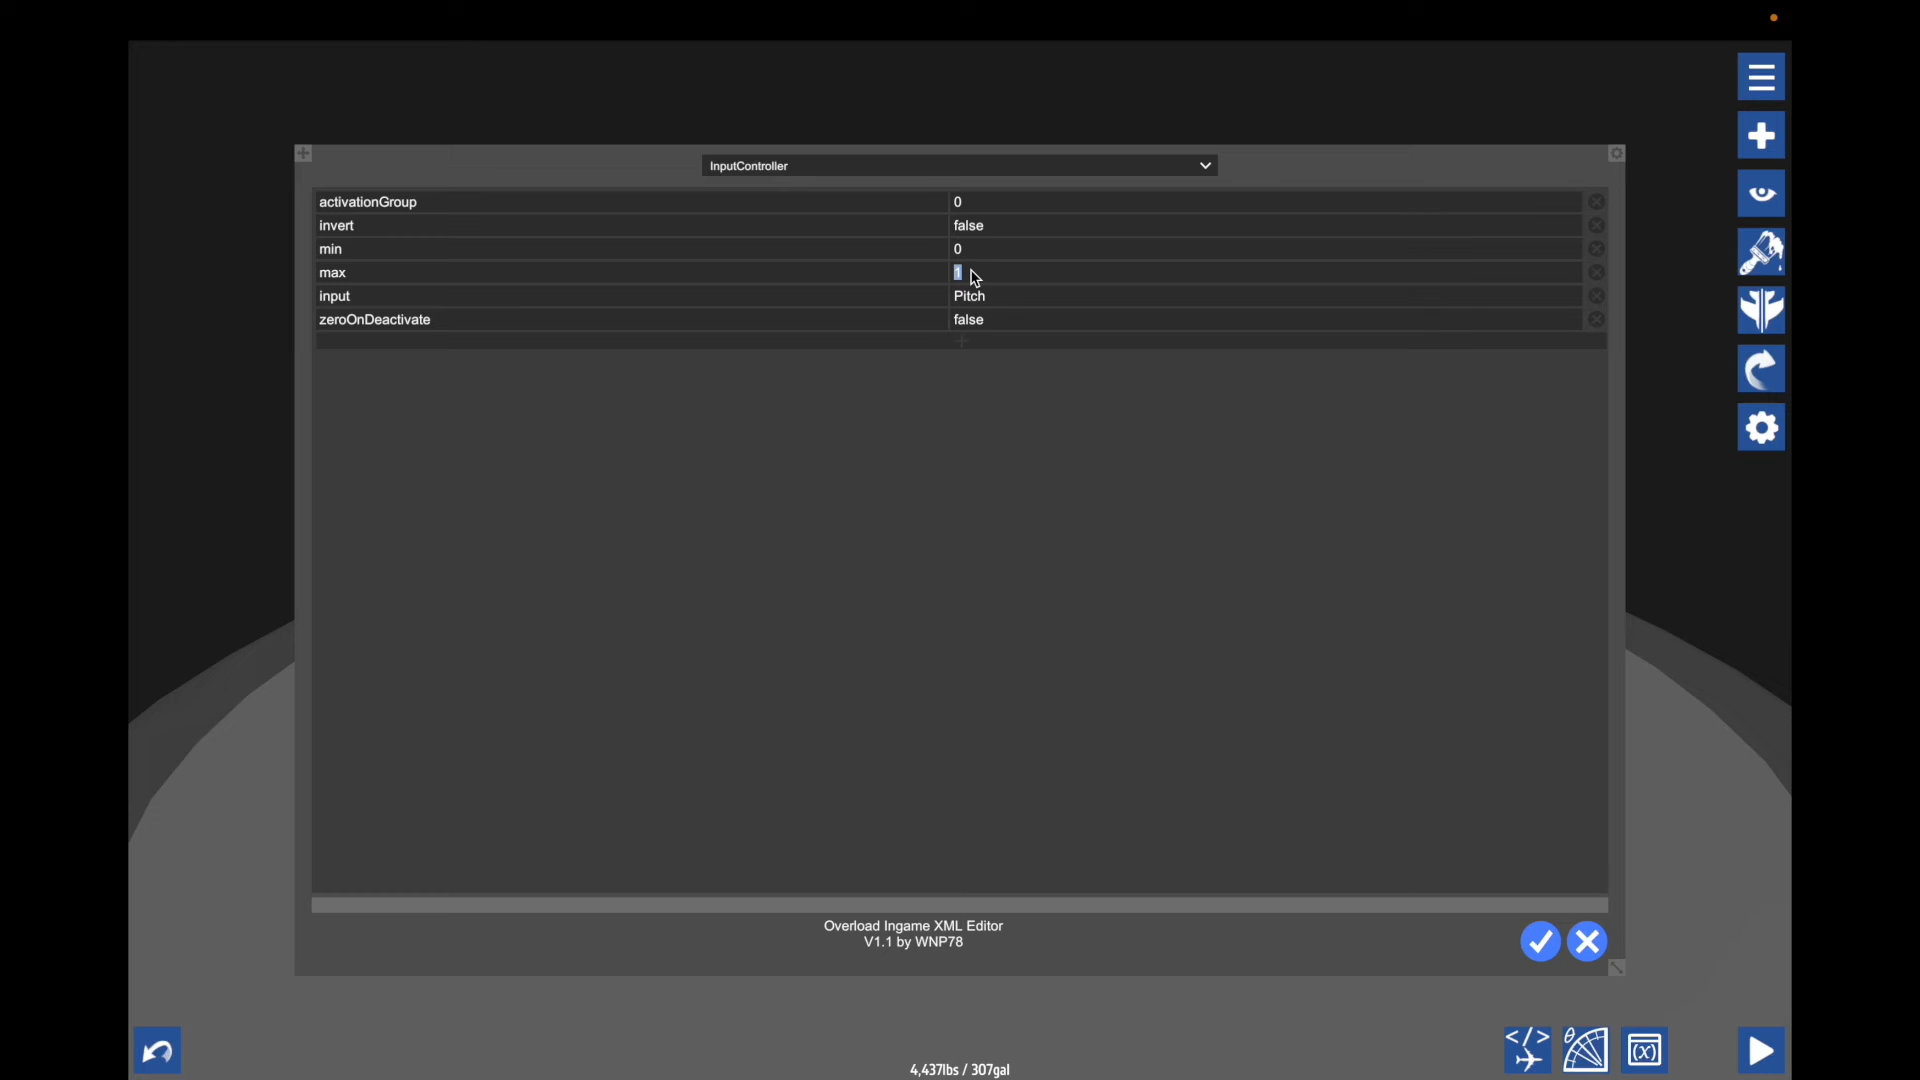 InputController
activationGroup 0
invert false
min 0
max 1
input Pitch
zeroOnDeactivate false
Overload Ingame XML Editor
V1.1 by WNP78
</>
θ
(x)
4,437lbs / 307gal